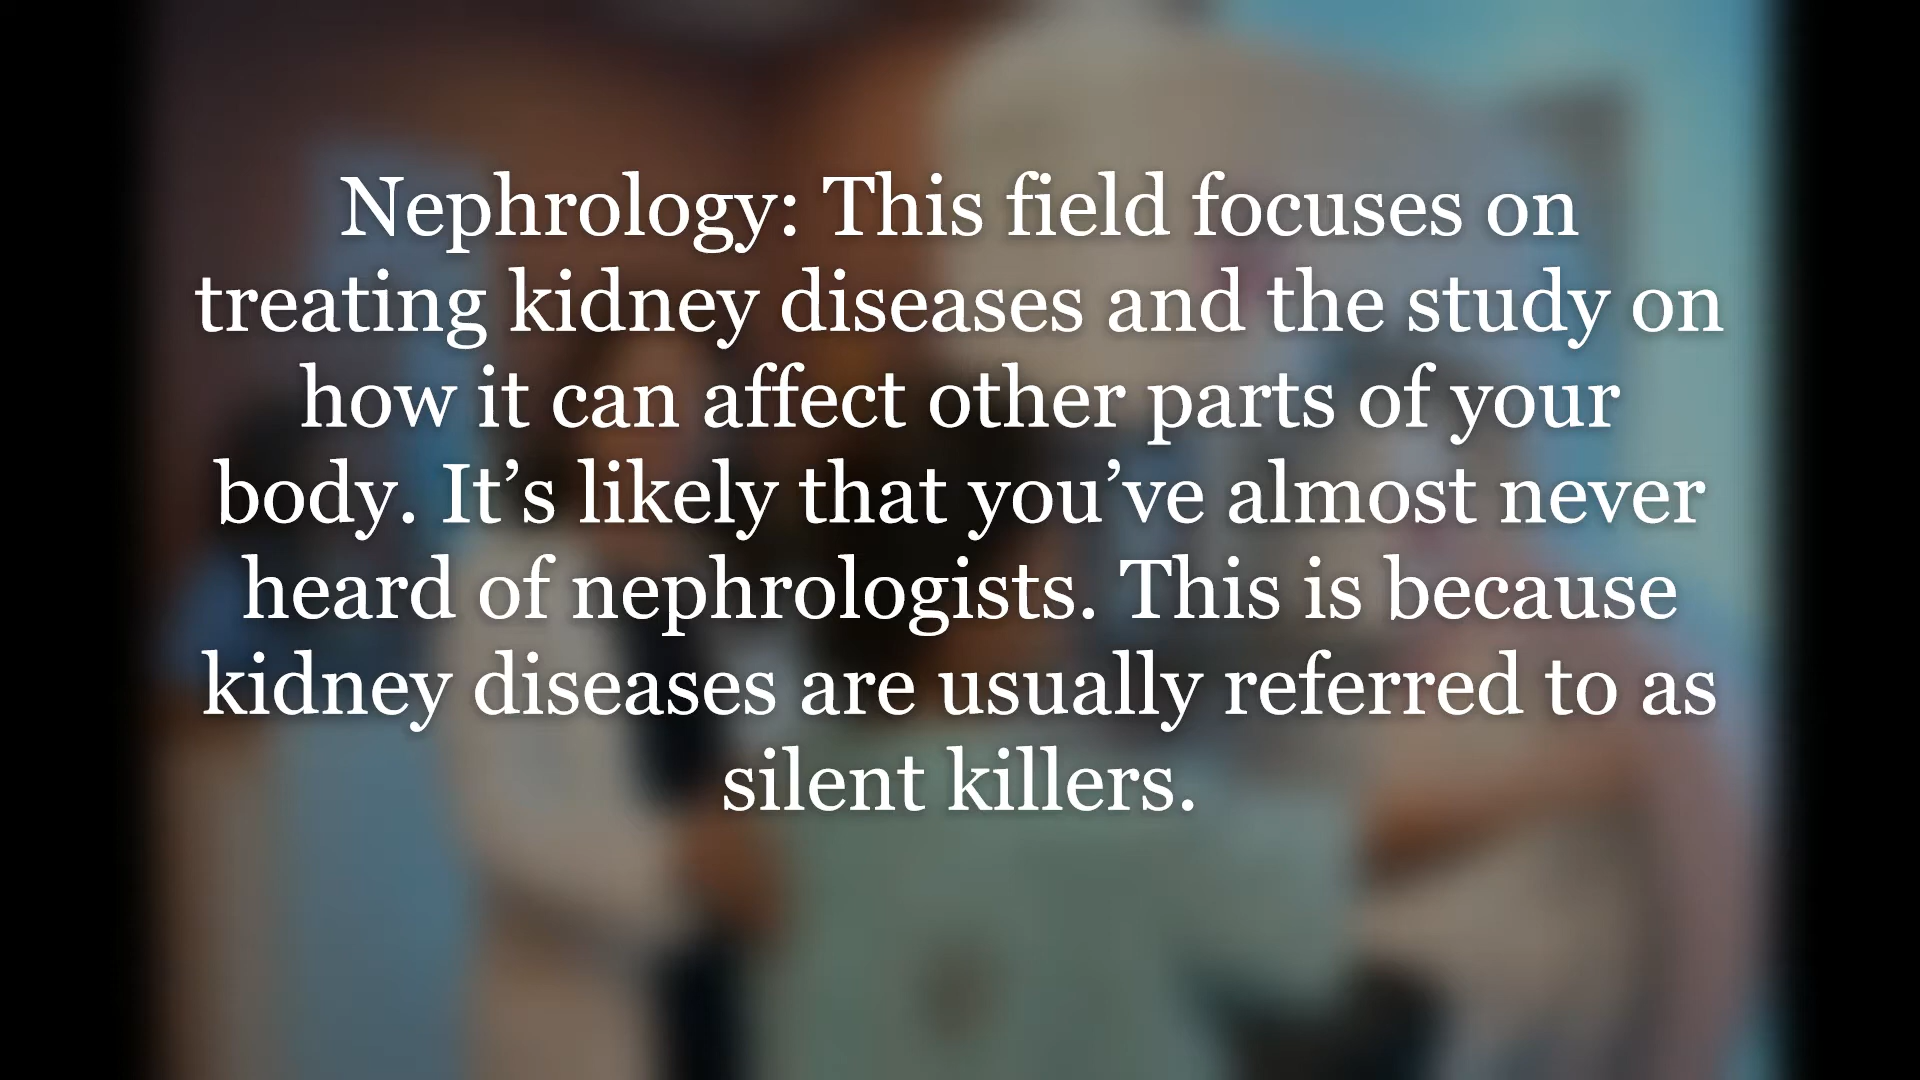 Nephrology: This field focuses on
treating kidney diseases and the study on
how it can affect other parts of your
body. It’s likely that you’ve almost never
heard of nephrologists. This is because
kidney diseases are usually referred to as
silent killers.